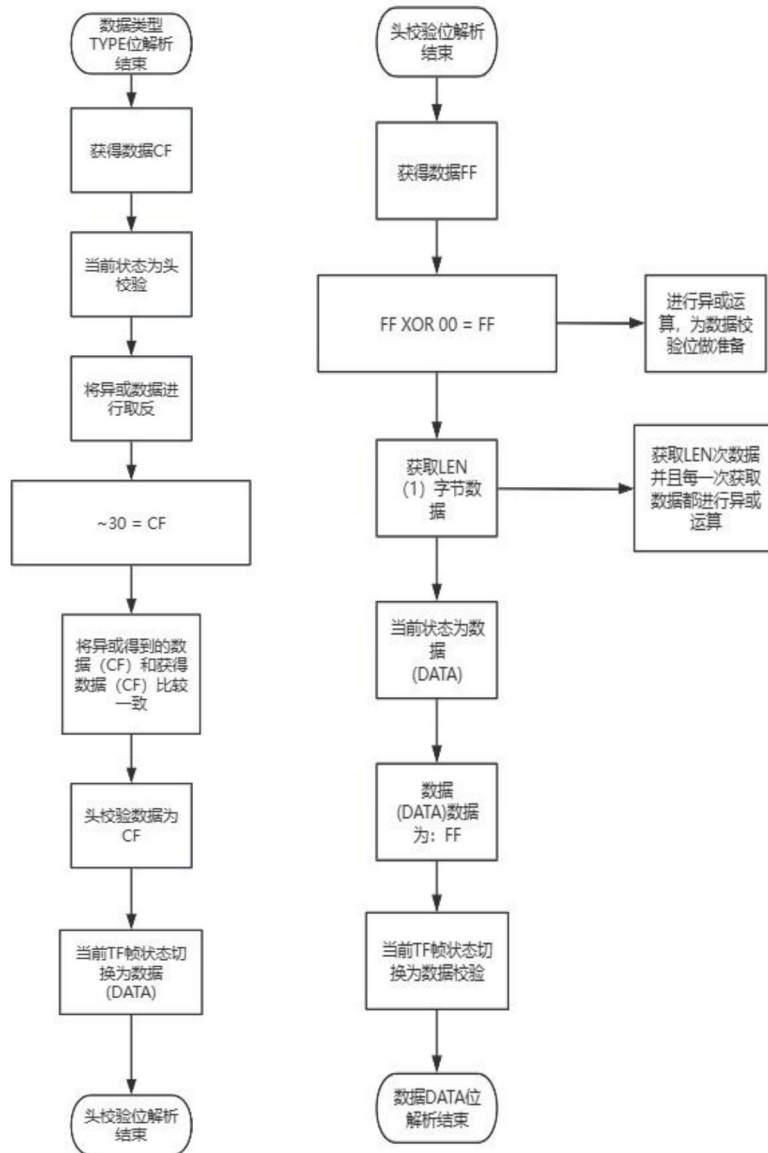 数据类型
TYPE位解析
结束
获得数据CF
当前状态为头
校验
将异或数据进
行取反
~30 = CF
将异或得到的数
据（CF）和获得
数据（CF）比较
一致
头校验数据为
CF
当前TF帧状态切
换为数据
(DATA)
头校验位解析
结束
头校验位解析
结束
获得数据FF
FF XOR 00 = FF
进行异或运
算，为数据校
验位做准备
获取LEN
（1）字节数
据
获取LEN次数据
并且每一次获取
数据都进行异或
运算
当前状态为数
据
(DATA)
数据
(DATA)数据
为：FF
当前TF帧状态切
换为数据校验
数据DATA位
解析结束